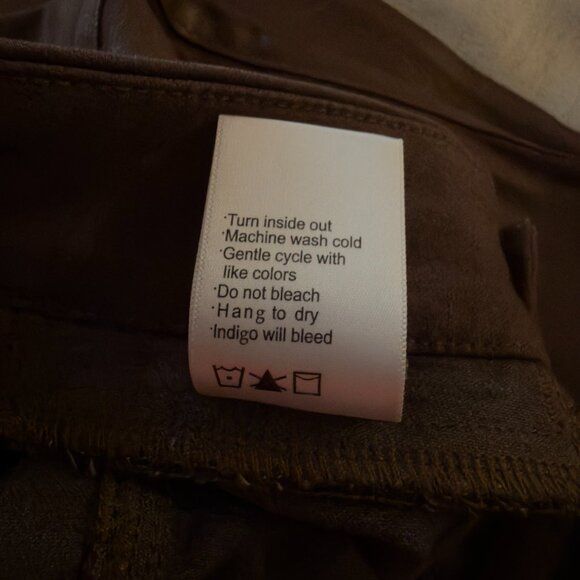 ·Turn inside out
·Machine wash cold
·Gentle cycle with
like colors
·Do not bleach
·Hang to dry
·Indigo will bleed